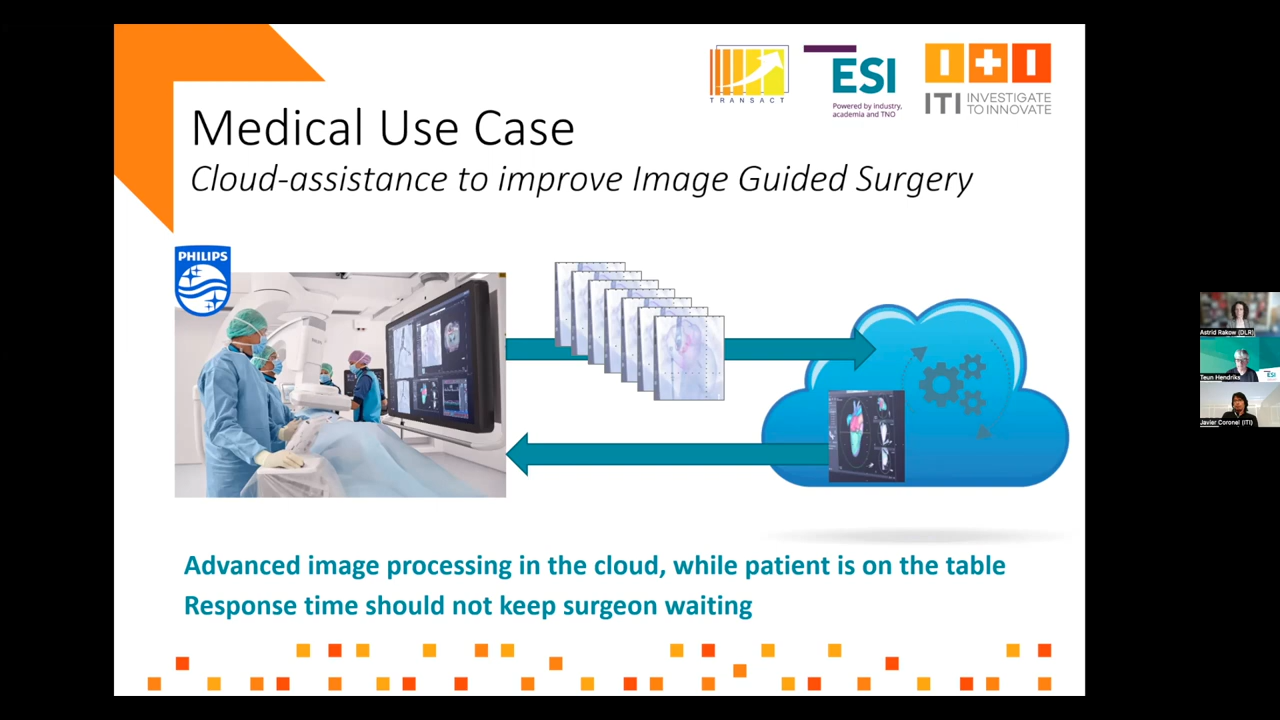 TRANSACT
ESI
Powered by industry,
academia and TNO
ITI INVESTIGATE
TO INNOVATE
Medical Use Case
Cloud-assistance to improve Image Guided Surgery
PHILIPS
Astrid Rakow (DLR)
Teun Hendriks
ESI
Javier Coronel (ITI)
Advanced image processing in the cloud, while patient is on the table
Response time should not keep surgeon waiting